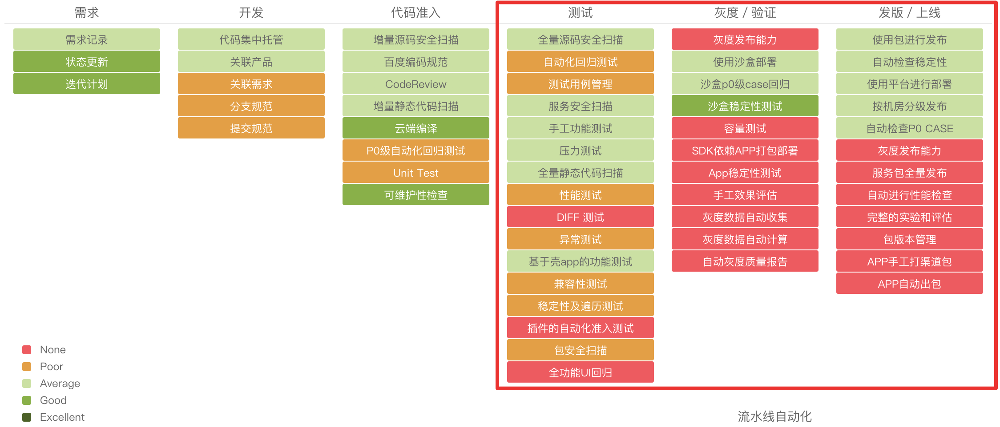 需求
需求记录
状态更新
迭代计划
开发
代码集中托管
关联产品
关联需求
分支规范
提交规范
代码准入
增量源码安全扫描
百度编码规范
CodeReview
增量静态代码扫描
云端编译
P0级自动化回归测试
Unit Test
可维护性检查
测试
全量源码安全扫描
自动化回归测试
测试用例管理
服务安全扫描
手工功能测试
压力测试
全量静态代码扫描
性能测试
DIFF 测试
异常测试
基于壳app的功能测试
兼容性测试
稳定性及遍历测试
插件的自动化准入测试
包安全扫描
全功能UI回归
灰度 / 验证
灰度发布能力
使用沙盒部署
沙盒p0级case回归
沙盒稳定性测试
容量测试
SDK依赖APP打包部署
App稳定性测试
手工效果评估
灰度数据自动收集
灰度数据自动计算
自动灰度质量报告
发版 / 上线
使用包进行发布
自动检查稳定性
使用平台进行部署
按机房分级发布
自动检查P0 CASE
灰度发布能力
服务包全量发布
自动进行性能检查
完整的实验和评估
包版本管理
APP手工打渠道包
APP自动出包
None
Poor
Average
Good
Excellent
流水线自动化